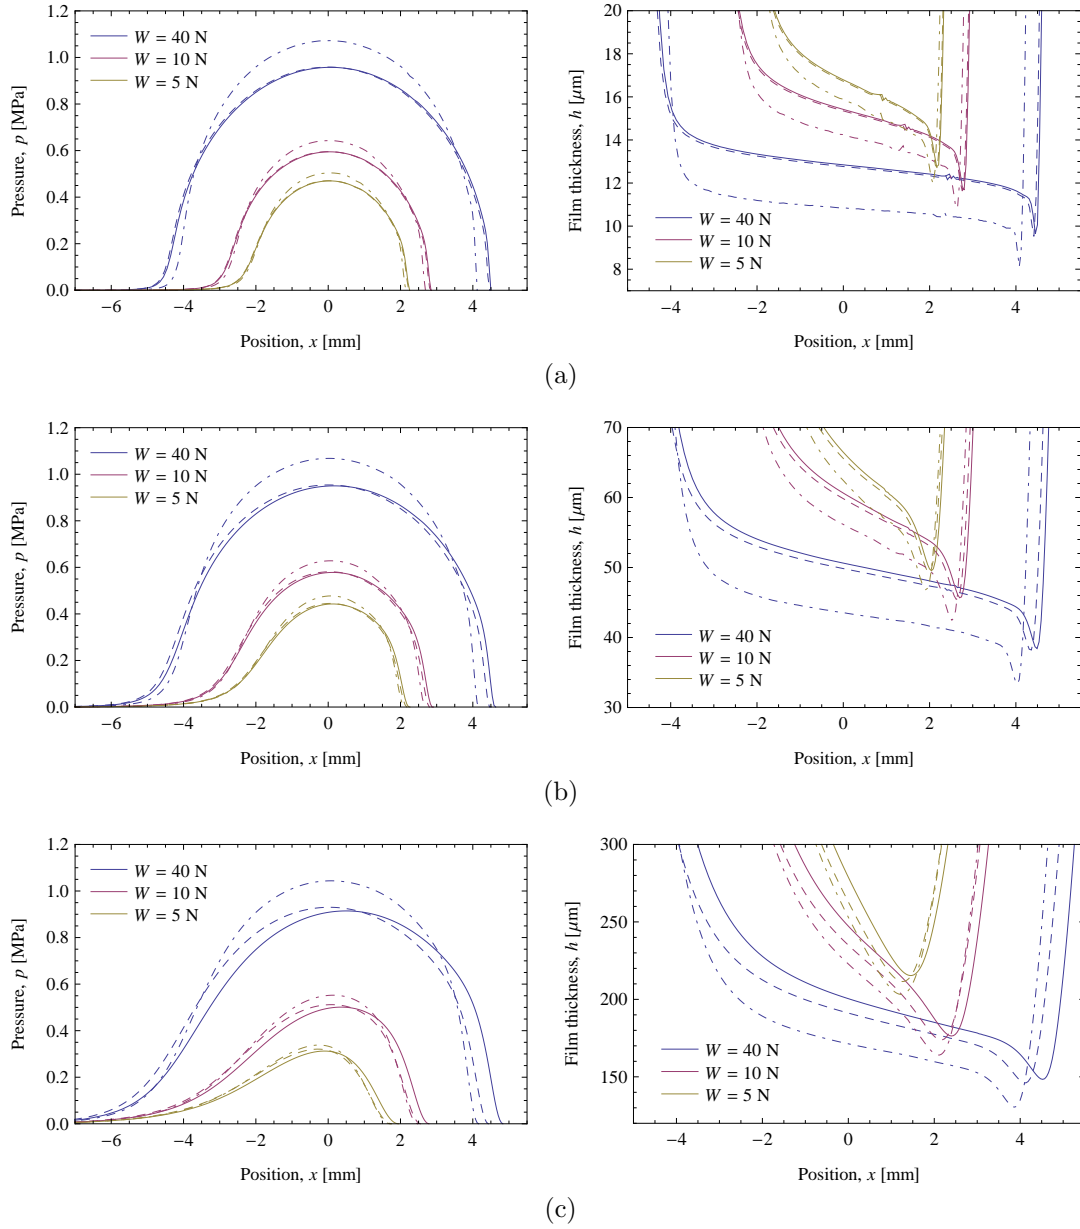 1.2
1.0
0.8
0.6
0.4
0.2
0.0
Pressure, p [MPa]
W = 40 N
W = 10 N
W = 5 N
−6 −4 −2 0 2 4
Position, x [mm]
20
18
16
14
12
10
8
Film thickness, h [μm]
W = 40 N
W = 10 N
W = 5 N
−4 −2 0 2 4
Position, x [mm]
(a)
1.2
1.0
0.8
0.6
0.4
0.2
0.0
Pressure, p [MPa]
W = 40 N
W = 10 N
W = 5 N
−6 −4 −2 0 2 4
Position, x [mm]
70
60
50
40
30
Film thickness, h [μm]
W = 40 N
W = 10 N
W = 5 N
−4 −2 0 2 4
Position, x [mm]
(b)
1.2
1.0
0.8
0.6
0.4
0.2
0.0
Pressure, p [MPa]
W = 40 N
W = 10 N
W = 5 N
−6 −4 −2 0 2 4
Position, x [mm]
300
250
200
150
Film thickness, h [μm]
W = 40 N
W = 10 N
W = 5 N
−4 −2 0 2 4
Position, x [mm]
(c)